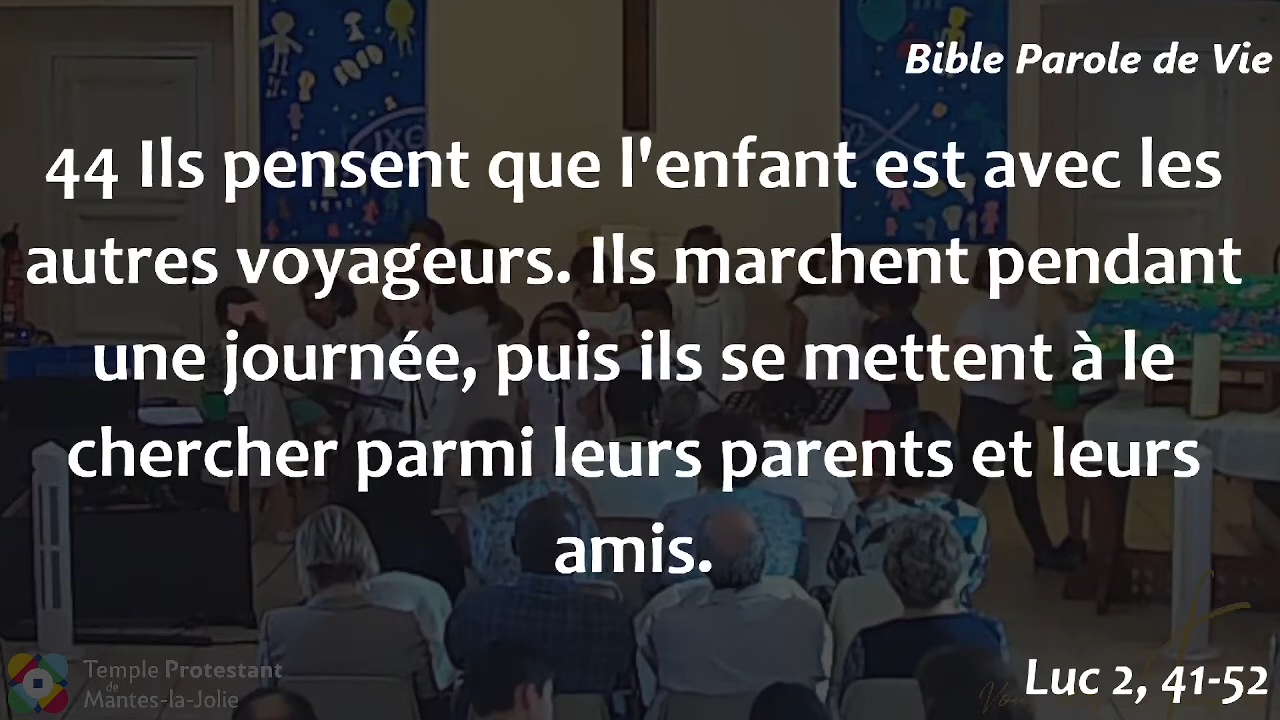 Bible Parole de Vie
44 Ils pensent que l'enfant est avec les
autres voyageurs. Ils marchent pendant
une journée, puis ils se mettent à le
chercher parmi leurs parents et leurs
amis.
Temple Protestant
de
Mantes-la-Jolie
Luc 2, 41-52